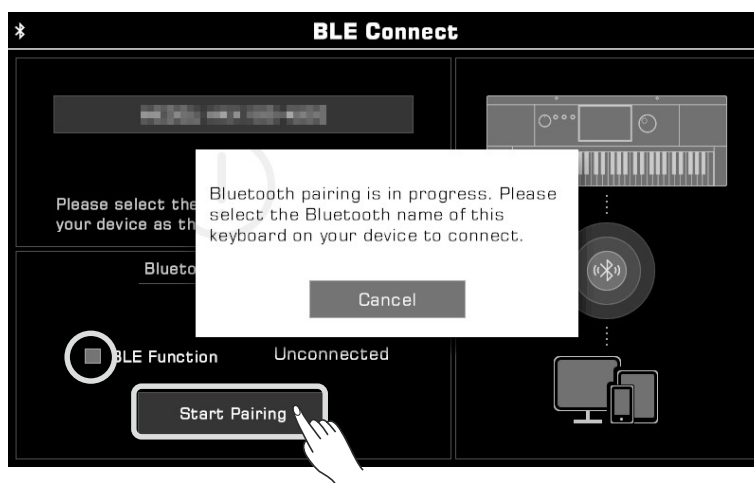 BLE Connect
Please select the
your device as th
Bluetooth pairing is in progress. Please
select the Bluetooth name of this
keyboard on your device to connect.
Cancel
Blueto
BLE Function
Unconnected
Start Pairing